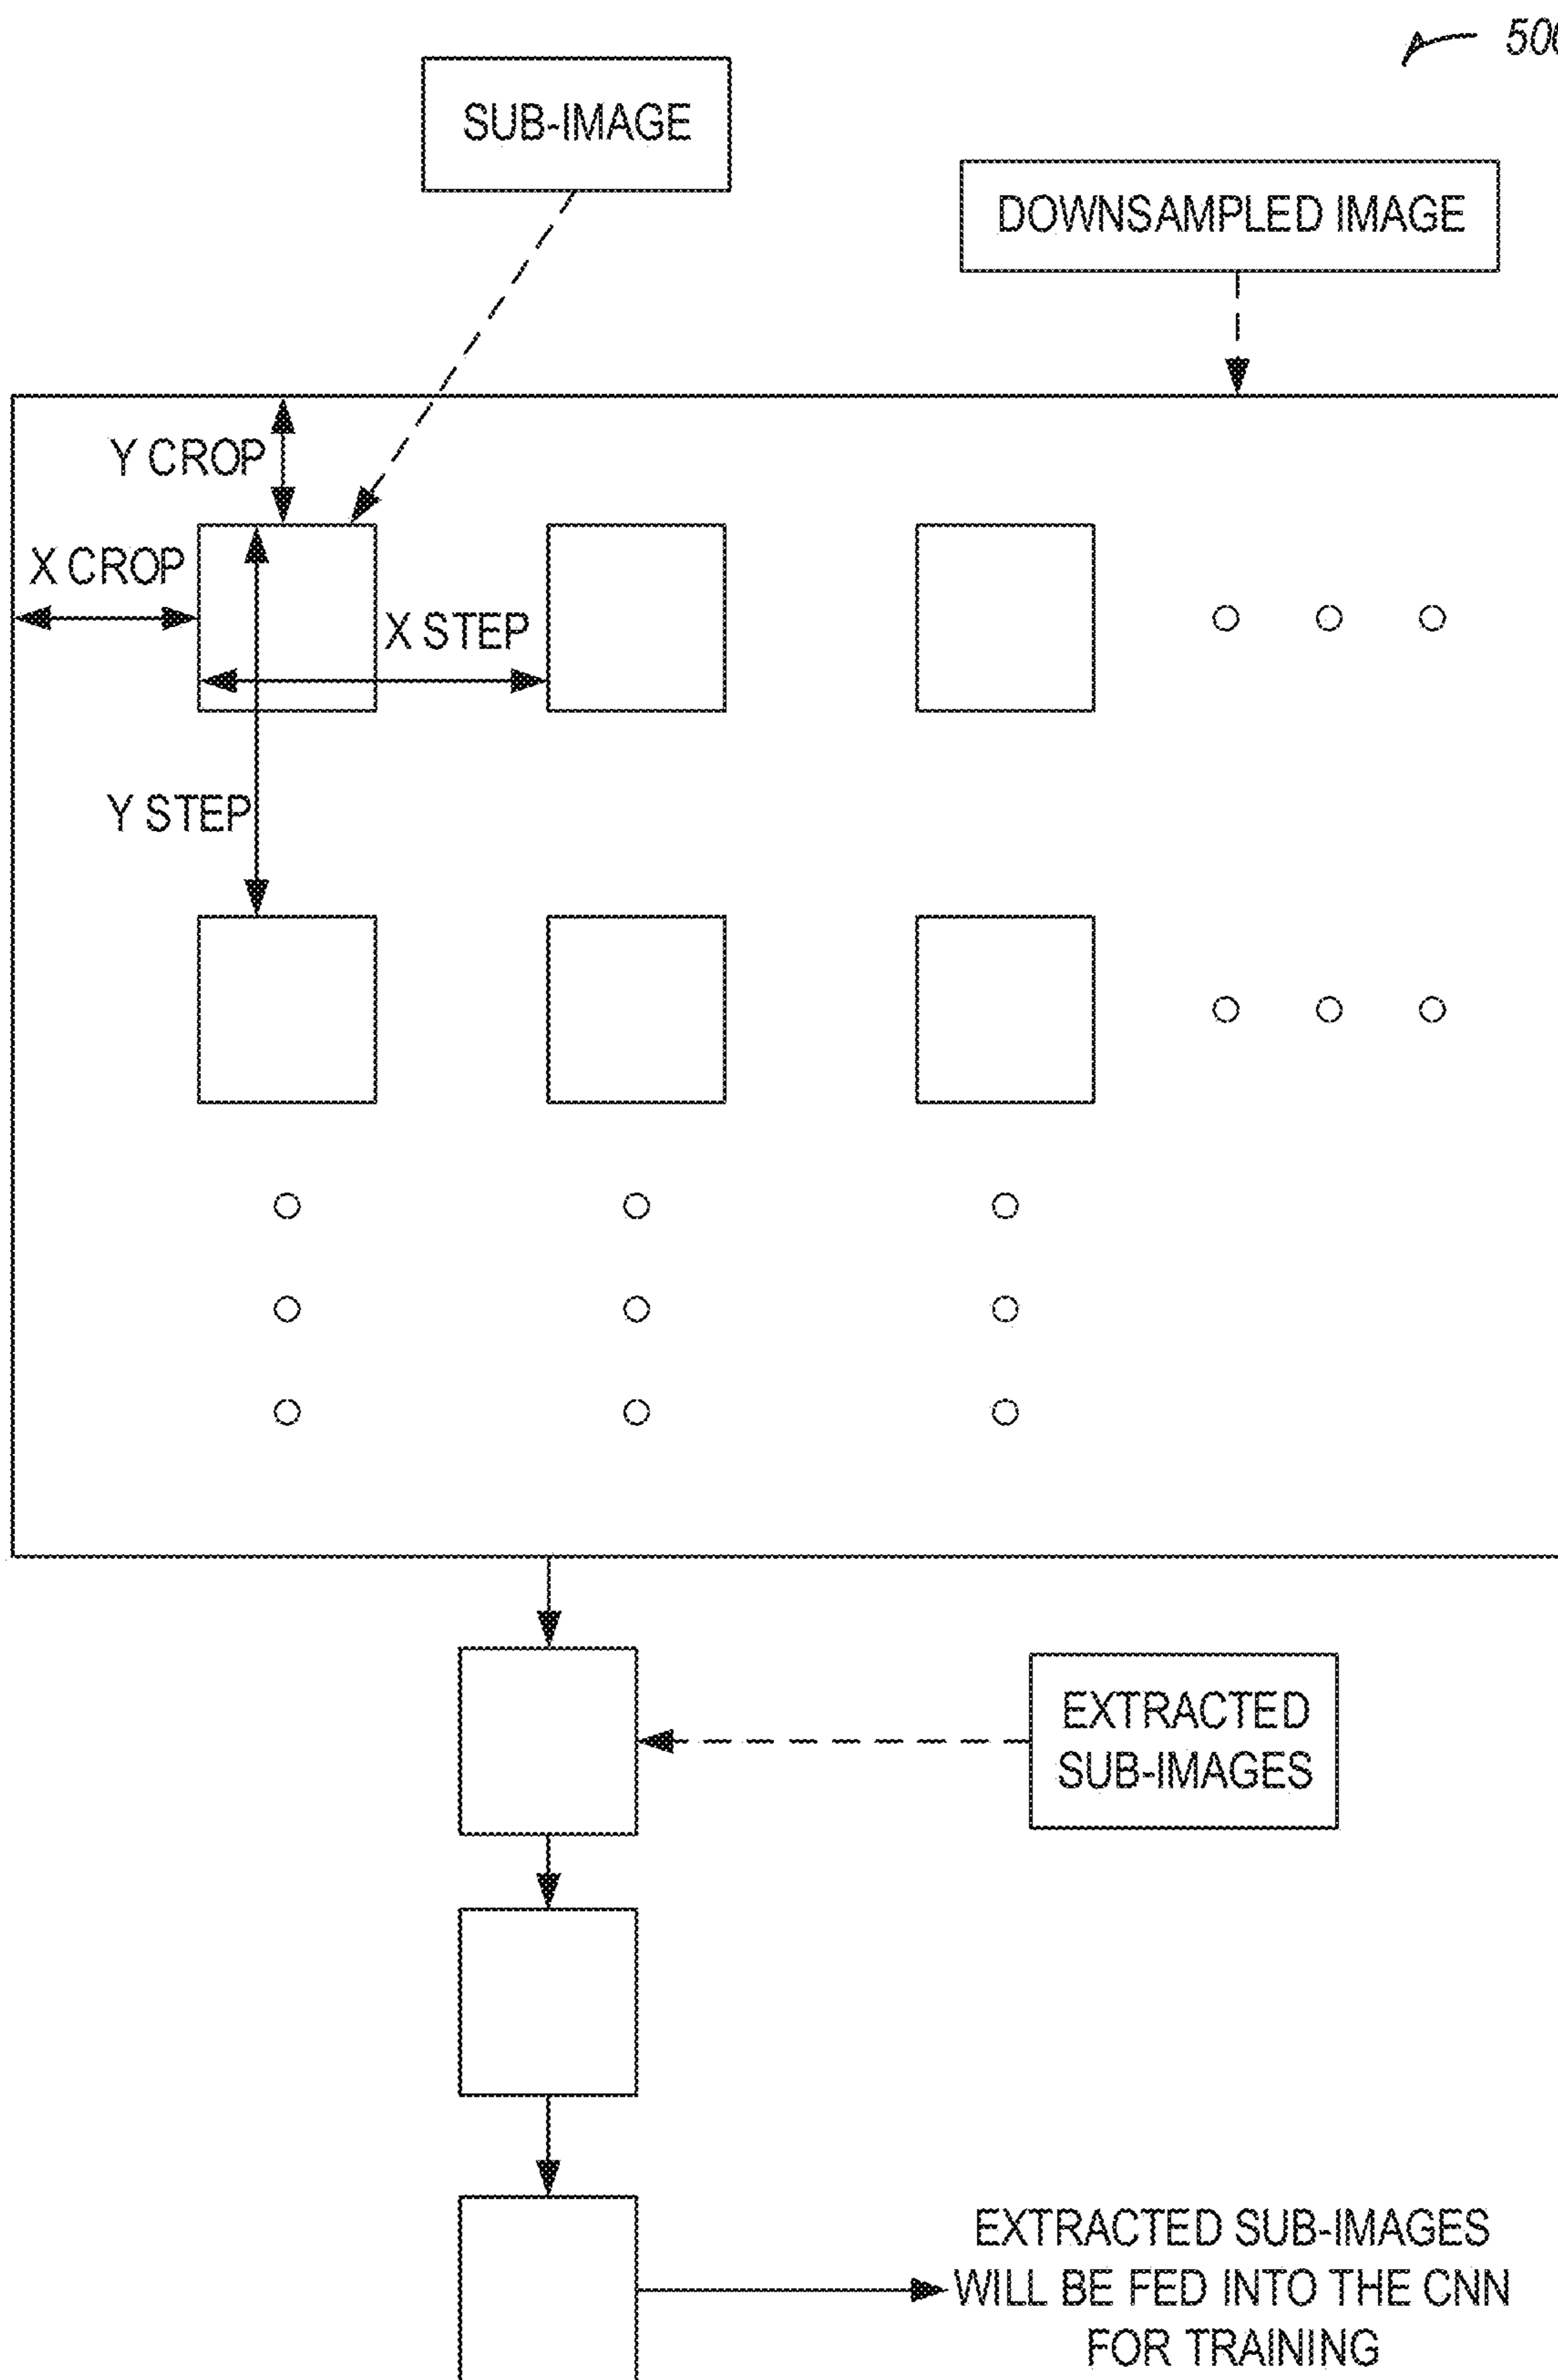 SUB-IMAGE
DOWNSAMPLED IMAGE
Y CROP
X CROP
X STEP
Y STEP
EXTRACTED
SUB-IMAGES
EXTRACTED SUB-IMAGES
WILL BE FED INTO THE CNN
FOR TRAINING